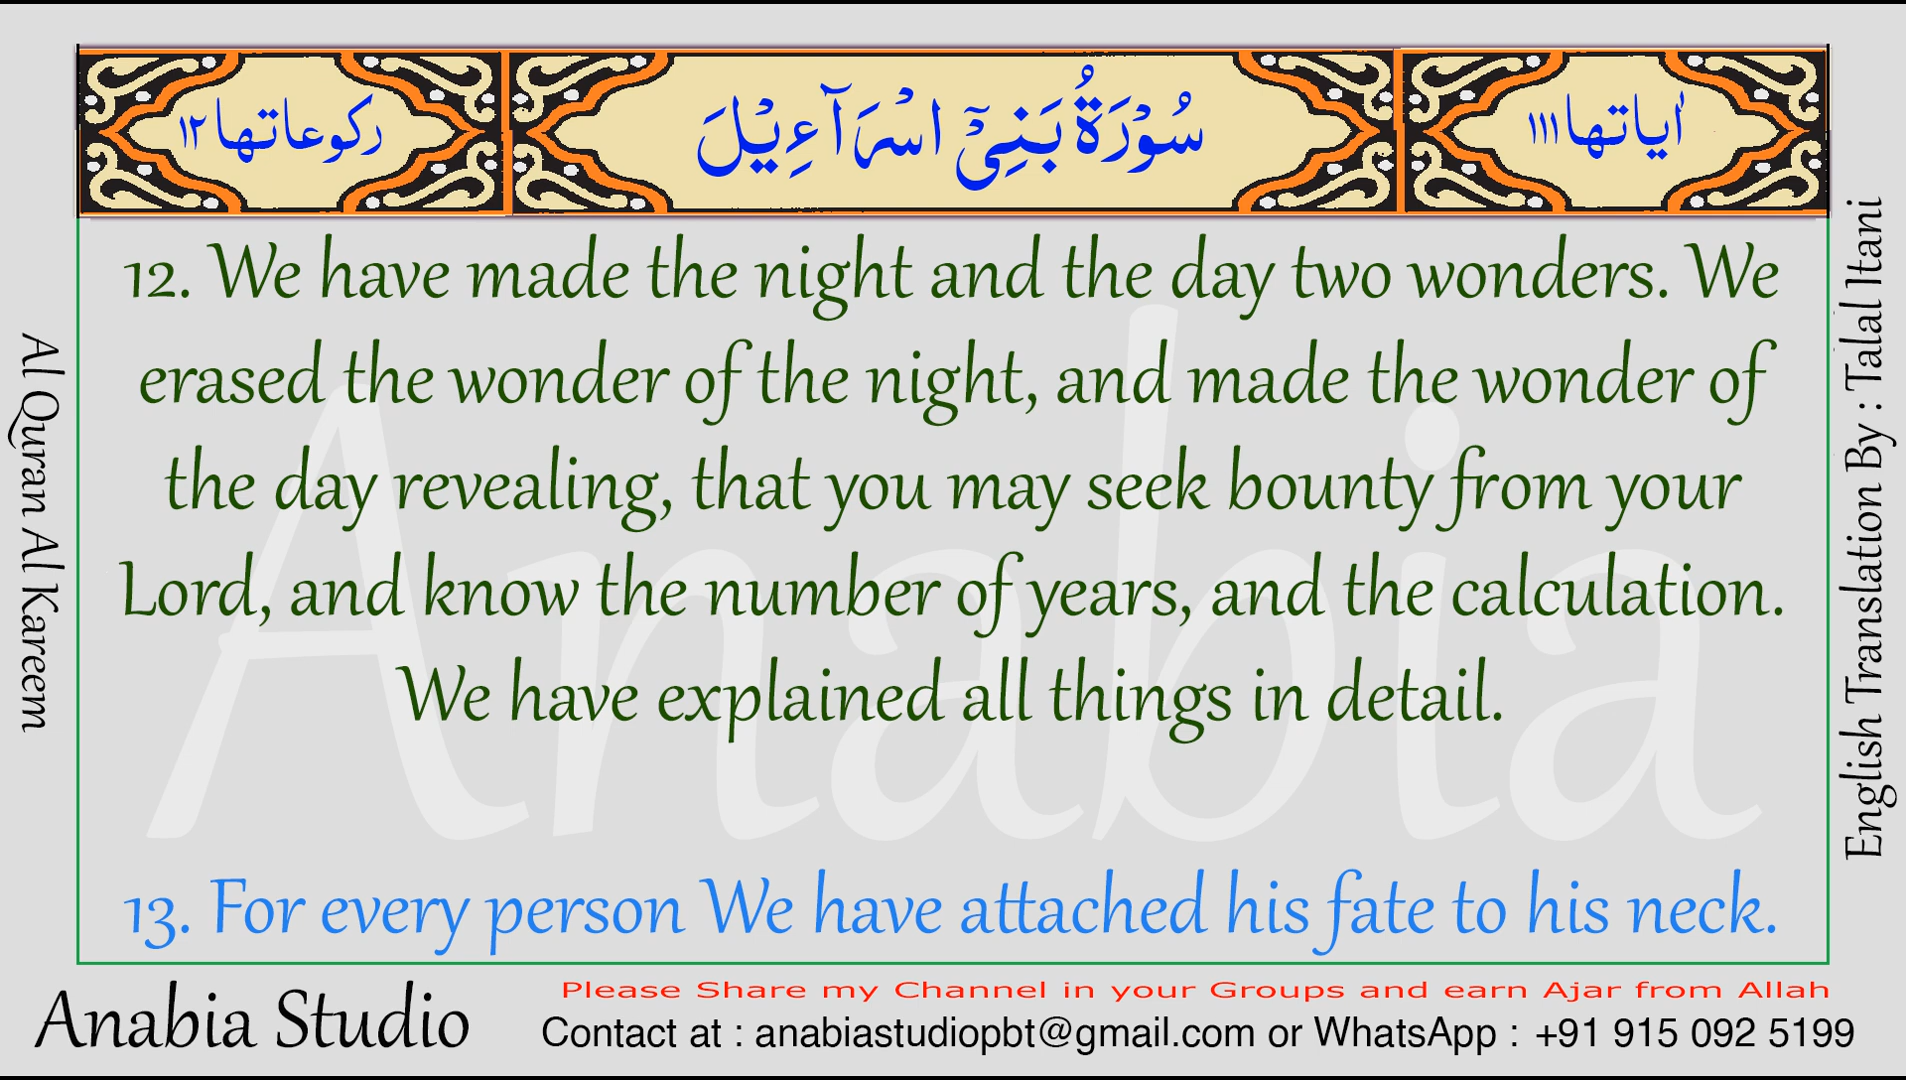 اٰیاتھا ۱۱۱
سُوْرَةُ بَنِیْۤ اسْرَآءِیْلَ
رکوعاتھا ۱۲
12. We have made the night and the day two wonders. We
erased the wonder of the night, and made the wonder of
the day revealing, that you may seek bounty from your
Lord, and know the number of years, and the calculation.
We have explained all things in detail.
13. For every person We have attached his fate to his neck.
Al Quran Al Kareem
English Translation By : Talal Itani
Anabia
Anabia Studio
Please Share my Channel in your Groups and earn Ajar from Allah
Contact at : anabiastudiopbt@gmail.com or WhatsApp : +91 915 092 5199